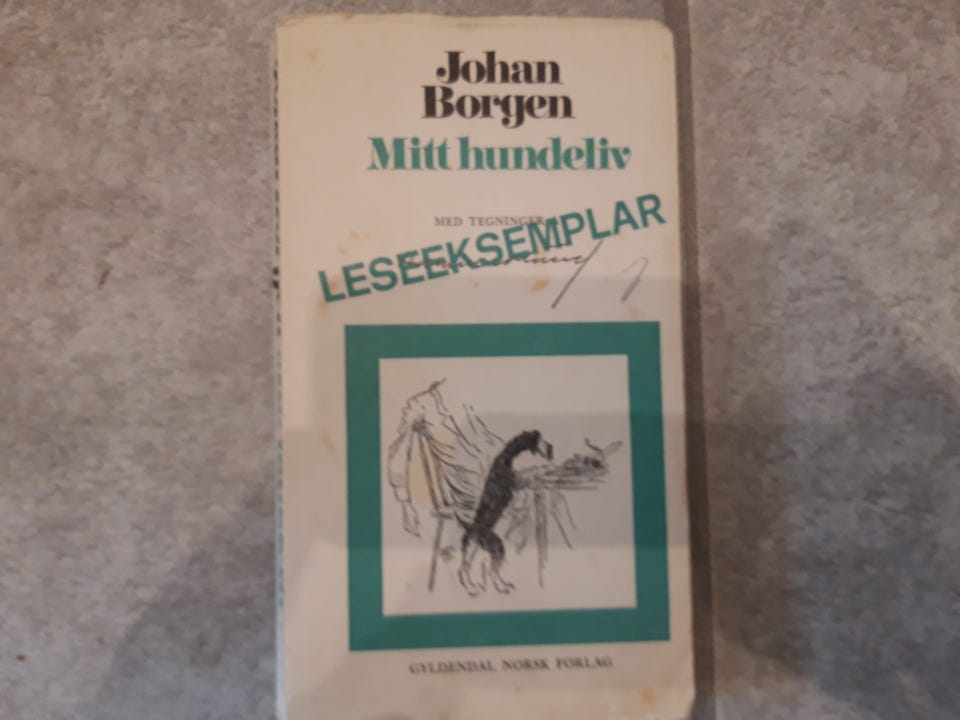 Johan
Borgen
Mitt hundeliv
MED TEGNINGER
LESEEKSEMPLAR
GYLDENDAL NORSK FORLAG